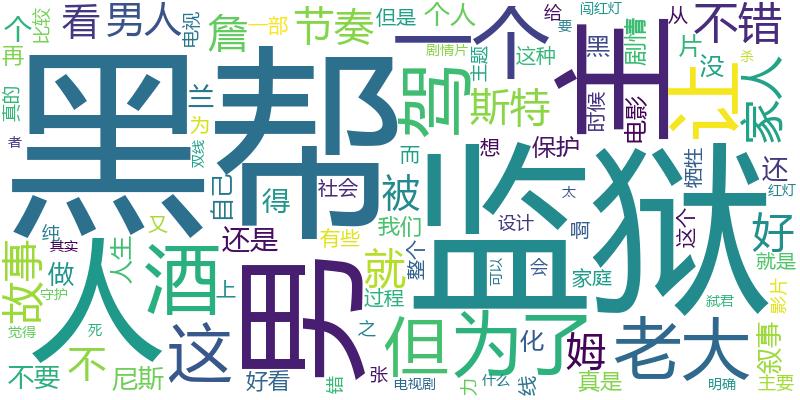 个 比较 看 男人 电视 詹 一部 节奏 但是 个人 给 要 闯红灯 从 不错
再 真的 黑帮 剧情片 一个 主题 这种 黑 剧情 片 没
兰 为 驾 斯特 主 时候 电影 让 家人
者 双线 自己 得 社会 被 而 想 保护 牺牲 还
监狱 我们 太 红灯
纯 又 其实 还是 有些 整个 设计 啊 这个 好
故事 做 人生 人 酒 上 男 就 过程 可以 会 家庭 就是
守护 觉得 死 这 之 但 为了 化 姆 老大 弑君 影片 叙事
不要 不 尼斯 好看 错 张 电视剧 力 什么 线 真是 明确 主要
杀